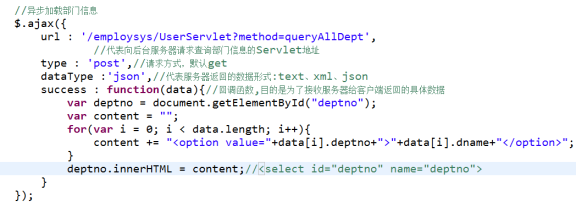 //异步加载部门信息
$.ajax({
    url : '/employsys/UserServlet?method=queryAllDept',
            //代表向后台服务器请求查询部门信息的Servlet地址
    type : 'post',//请求方式，默认get
    dataType :'json',//代表服务器返回的数据形式:text、xml、json
    success : function(data){//回调函数,目的是为了接收服务器给客户端返回的具体数据
        var deptno = document.getElementById("deptno");
        var content = "";
        for(var i = 0; i < data.length; i++){
            content += "<option value="+data[i].deptno+">"+data[i].dname+"</option>";
        }
        deptno.innerHTML = content;//<select id="deptno" name="deptno">
    }
});